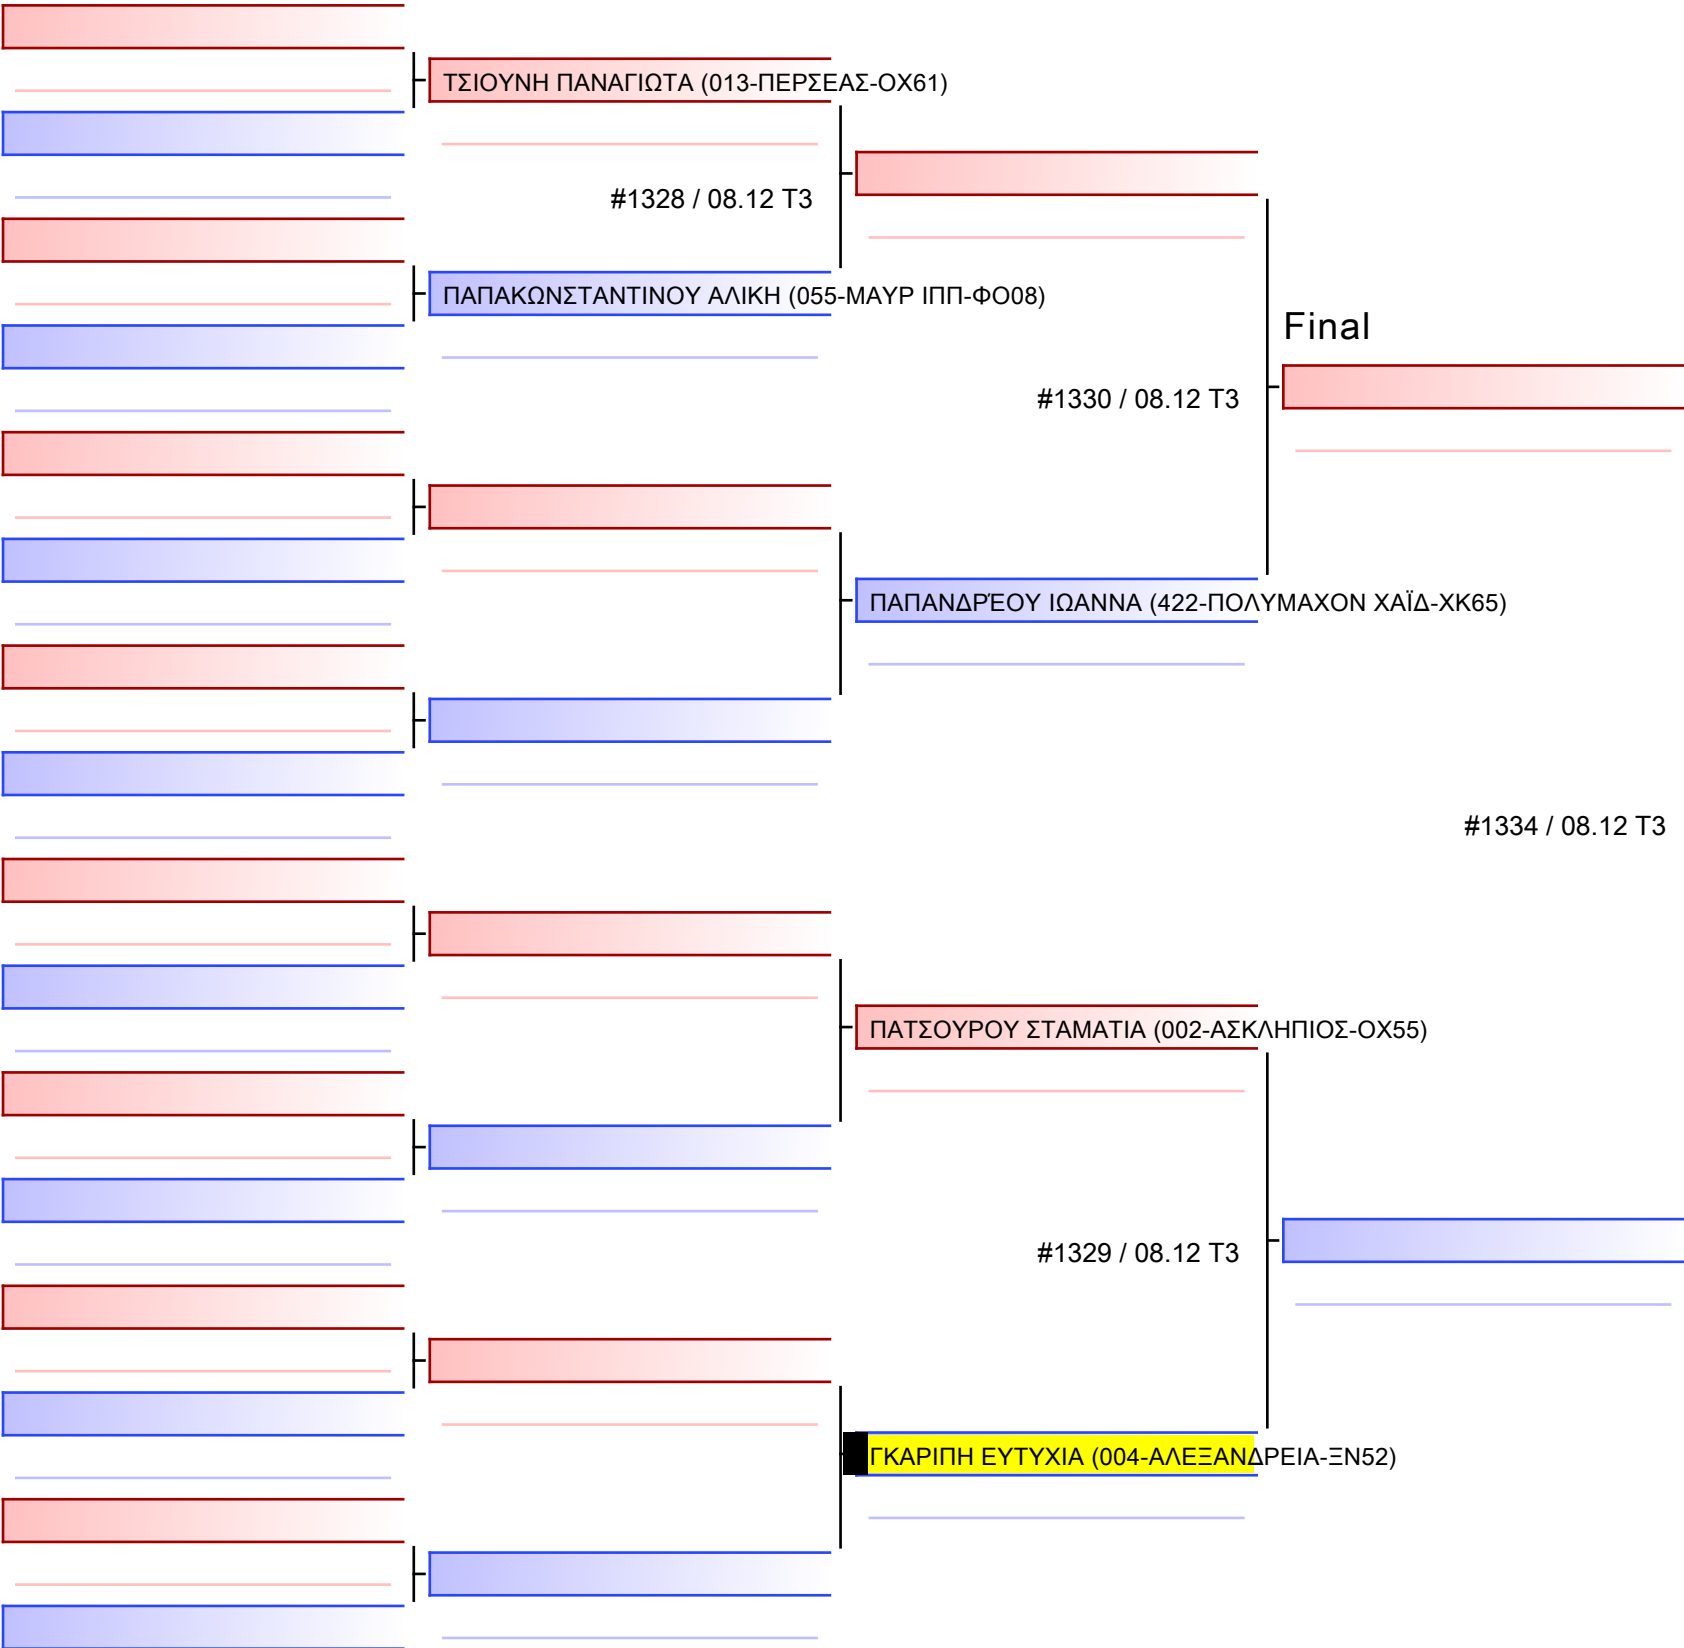 ΤΣΙΟΥΝΗ ΠΑΝΑΓΙΩΤΑ (013-ΠΕΡΣΕΑΣ-ΟΧ61)
#1328 / 08.12 T3
ΠΑΠΑΚΩΝΣΤΑΝΤΙΝΟΥ ΑΛΙΚΗ (055-ΜΑΥΡ ΙΠΠ-ΦΟ08)
Final
#1330 / 08.12 T3
ΠΑΠΑΝΔΡΈΟΥ ΙΩΑΝΝΑ (422-ΠΟΛΥΜΑΧΟΝ ΧΑΪΔ-ΧΚ65)
#1334 / 08.12 T3
ΠΑΤΣΟΥΡΟΥ ΣΤΑΜΑΤΙΑ (002-ΑΣΚΛΗΠΙΟΣ-ΟΧ55)
#1329 / 08.12 T3
ΓΚΑΡΙΠΗ ΕΥΤΥΧΙΑ (004-ΑΛΕΞΑΝΔΡΕΙΑ-ΞΝ52)